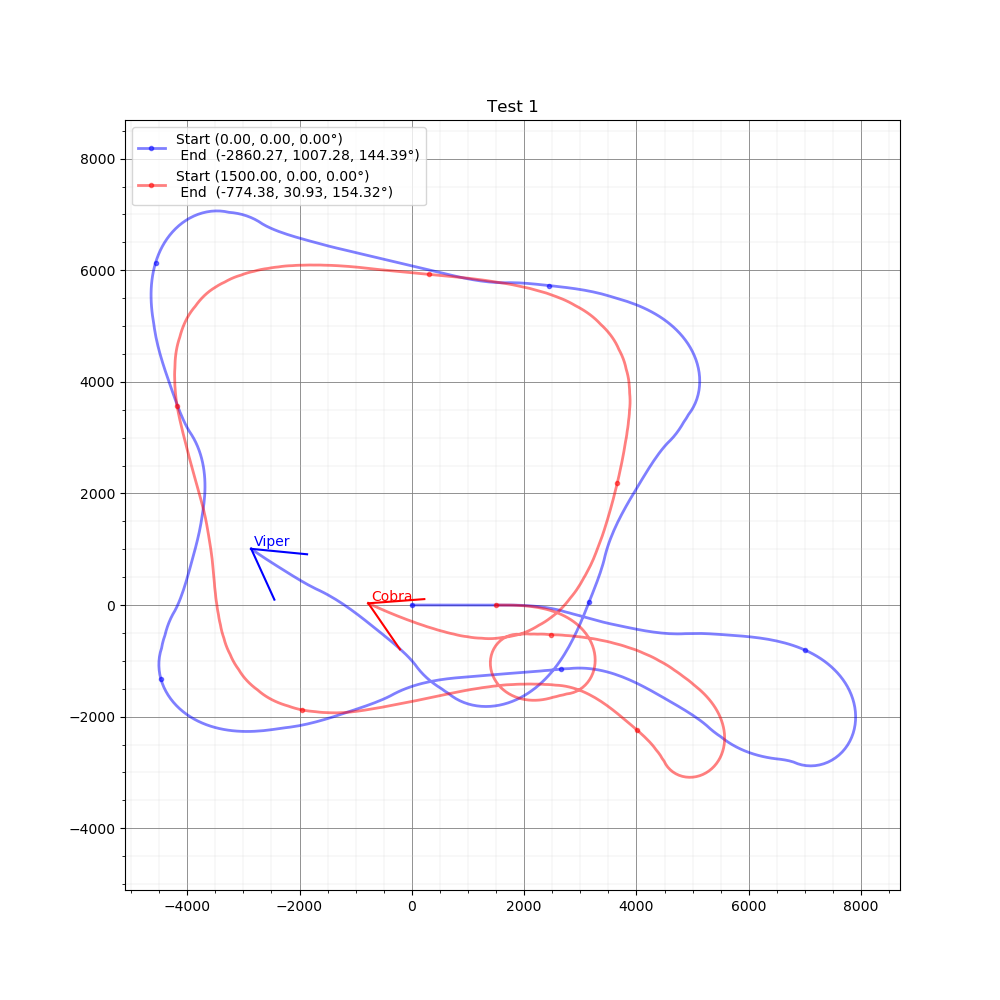 Test 1
Start (0.00, 0.00, 0.00°)
End (-2860.27, 1007.28, 144.39°)
Start (1500.00, 0.00, 0.00°)
End (-774.38, 30.93, 154.32°)
8000
6000
4000
2000
0
−2000
−4000
Viper
Cobra
−4000 −2000 0 2000 4000 6000 8000